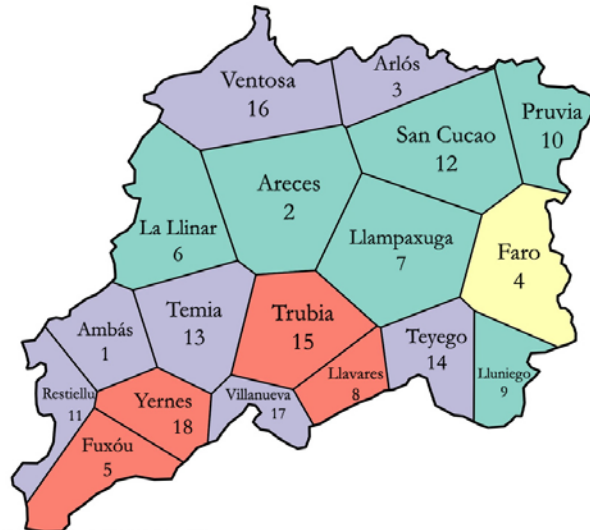 Ventosa
16
Arlós
3
Pruvia
10
San Cucao
12
Areces
2
La Llinar
6
Llampaxuga
7
Faro
4
Ambás
1
Temia
13
Trubia
15
Teyego
14
Lluniego
9
Restiellu
11
Yernes
18
Villanueva
17
Llavares
8
Fuxóu
5